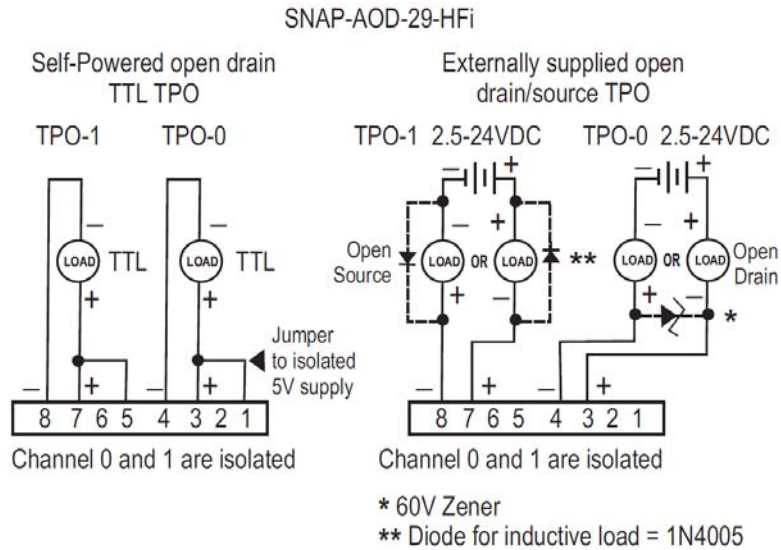 SNAP-AOD-29-HFi
Self-Powered open drain
TTL TPO
TPO-1 TPO-0
– –
LOAD TTL LOAD TTL
+ +
Jumper
to isolated
5V supply
– + – +
8 7 6 5 4 3 2 1
Channel 0 and 1 are isolated
Externally supplied open
drain/source TPO
TPO-1 2.5-24VDC TPO-0 2.5-24VDC
– + – +
– + – +
Open
Source
LOAD OR LOAD ** LOAD OR LOAD
Open
Drain
+ – + –
*
– + – +
8 7 6 5 4 3 2 1
Channel 0 and 1 are isolated
* 60V Zener
** Diode for inductive load = 1N4005